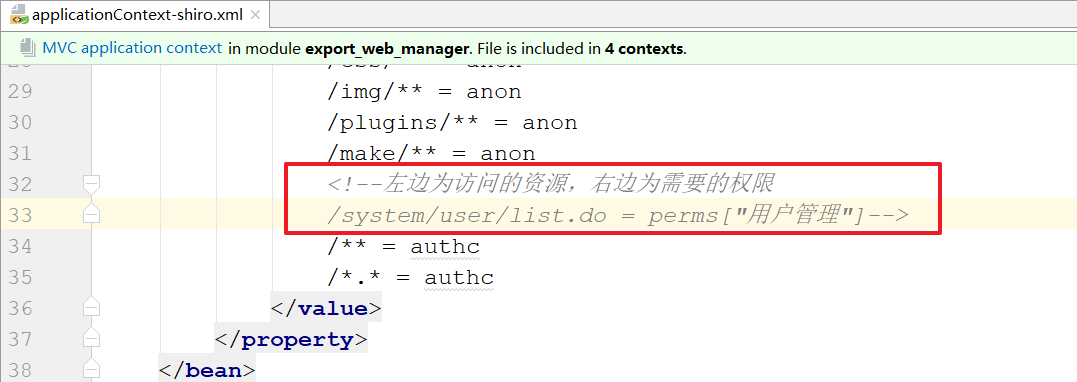 applicationContext-shiro.xml ×
MVC application context in module export_web_manager. File is included in 4 contexts.
29 /img/** = anon
30 /plugins/** = anon
31 /make/** = anon
32 <!--左边为访问的资源，右边为需要的权限
33 /system/user/list.do = perms["用户管理"]-->
34 /** = authc
35 /*.* = authc
36 </value>
37 </property>
38 </bean>